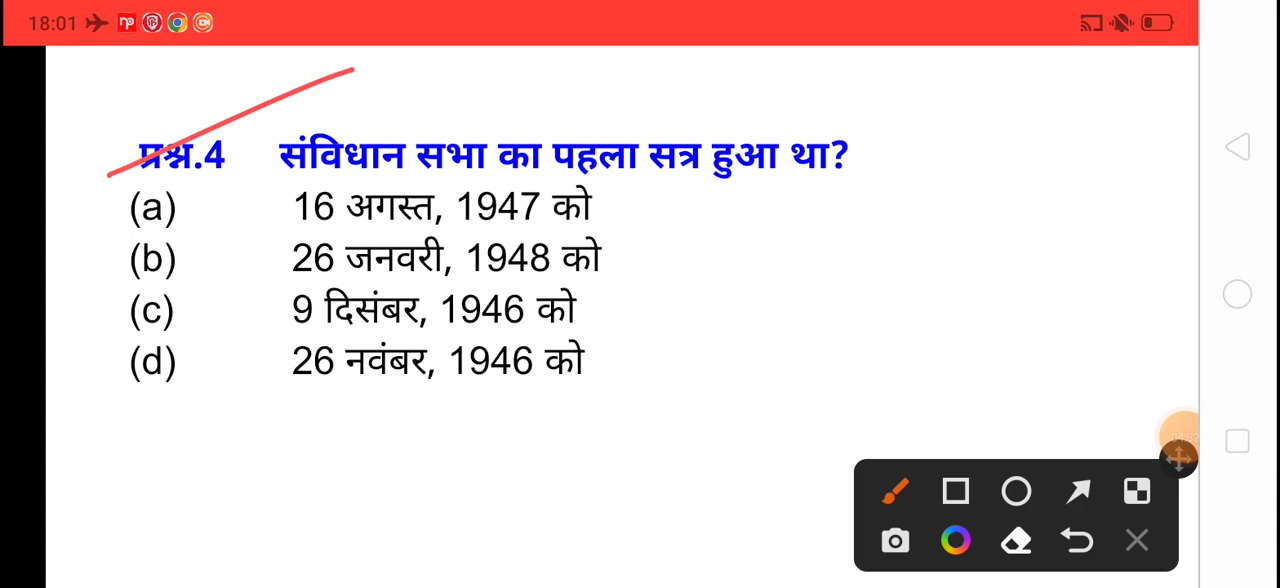 18:01
प्रश्न.4 संविधान सभा का पहला सत्र हुआ था?
(a) 16 अगस्त, 1947 को
(b) 26 जनवरी, 1948 को
(c) 9 दिसंबर, 1946 को
(d) 26 नवंबर, 1946 को